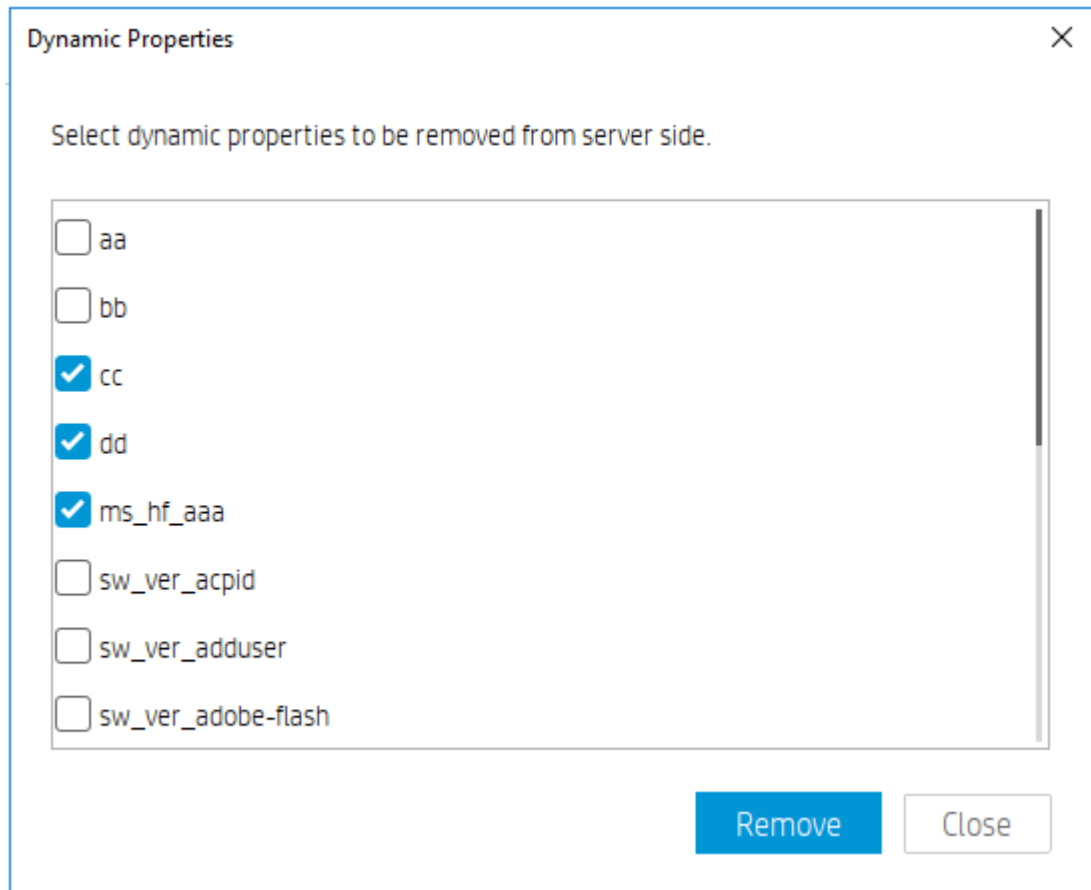 Dynamic Properties
Select dynamic properties to be removed from server side.
aa
bb
cc
dd
ms_hf_aaa
sw_ver_acpid
sw_ver_adduser
sw_ver_adobe-flash
Remove Close